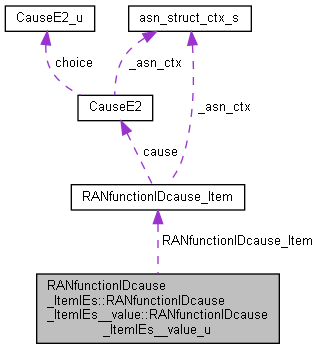 CauseE2_u
asn_struct_ctx_s
choice
_asn_ctx
CauseE2
_asn_ctx
cause
RANfunctionIDcause_Item
RANfunctionIDcause_Item
RANfunctionIDcause
_ItemIEs::RANfunctionIDcause
_ItemIEs__value::RANfunctionIDcause
_ItemIEs__value_u